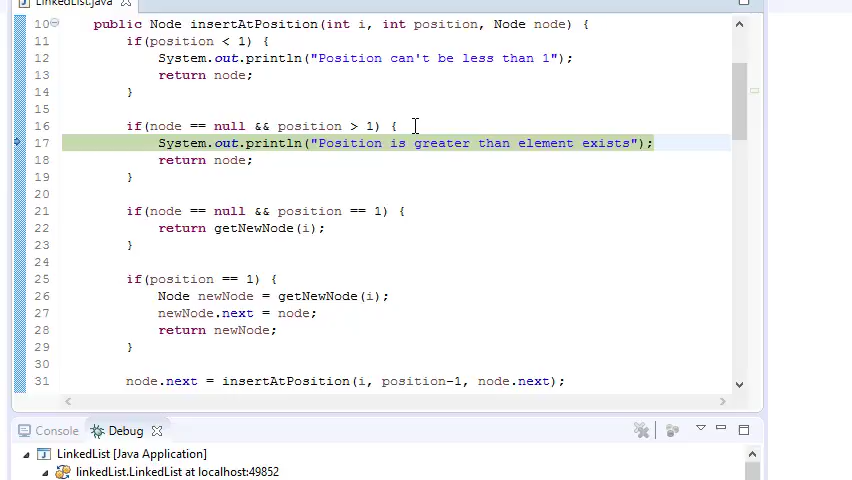 LinkedList.java
10 public Node insertAtPosition(int i, int position, Node node) {
11 if(position < 1) {
12 System.out.println("Position can't be less than 1");
13 return node;
14 }
15
16 if(node == null && position > 1) {
17 System.out.println("Position is greater than element exists");
18 return node;
19 }
20
21 if(node == null && position == 1) {
22 return getNewNode(i);
23 }
24
25 if(position == 1) {
26 Node newNode = getNewNode(i);
27 newNode.next = node;
28 return newNode;
29 }
30
31 node.next = insertAtPosition(i, position-1, node.next);
Console Debug
LinkedList [Java Application]
linkedList.LinkedList at localhost:49852